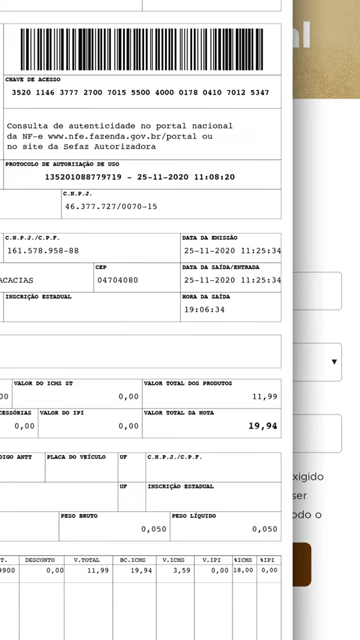 al
CHAVE DE ACESSO
3520 1146 3777 2700 7015 5500 4000 0178 0410 7012 5347
Consulta de autenticidade no portal nacional
da NF-e www.nfe.fazenda.gov.br/portal ou
no site da Sefaz Autorizadora
PROTOCOLO DE AUTORIZAÇÃO DE USO
135201088779719 - 25-11-2020 11:08:20
C.N.P.J.
46.377.727/0070-15
C.N.P.J./C.P.F. DATA DA EMISSÃO
161.578.958-88 25-11-2020 11:25:34
CEP DATA DA SAÍDA/ENTRADA
ACACIAS 04704080 25-11-2020 11:25:34
INSCRIÇÃO ESTADUAL HORA DA SAÍDA
19:06:34
VALOR DO ICMS ST VALOR TOTAL DOS PRODUTOS
00 0,00 11,99
CESSÓRIAS VALOR DO IPI VALOR TOTAL DA NOTA
0,00 0,00 19,94
DIGO ANTT PLACA DO VEÍCULO UF C.N.P.J./C.P.F.
UF INSCRIÇÃO ESTADUAL
xigido
ser
odo o
PESO BRUTO PESO LÍQUIDO
0,050 0,050
T. DESCONTO V.TOTAL BC.ICMS V.ICMS V.IPI %ICMS %IPI
9900 0,00 11,99 19,94 3,59 0,00 18,00 0,00